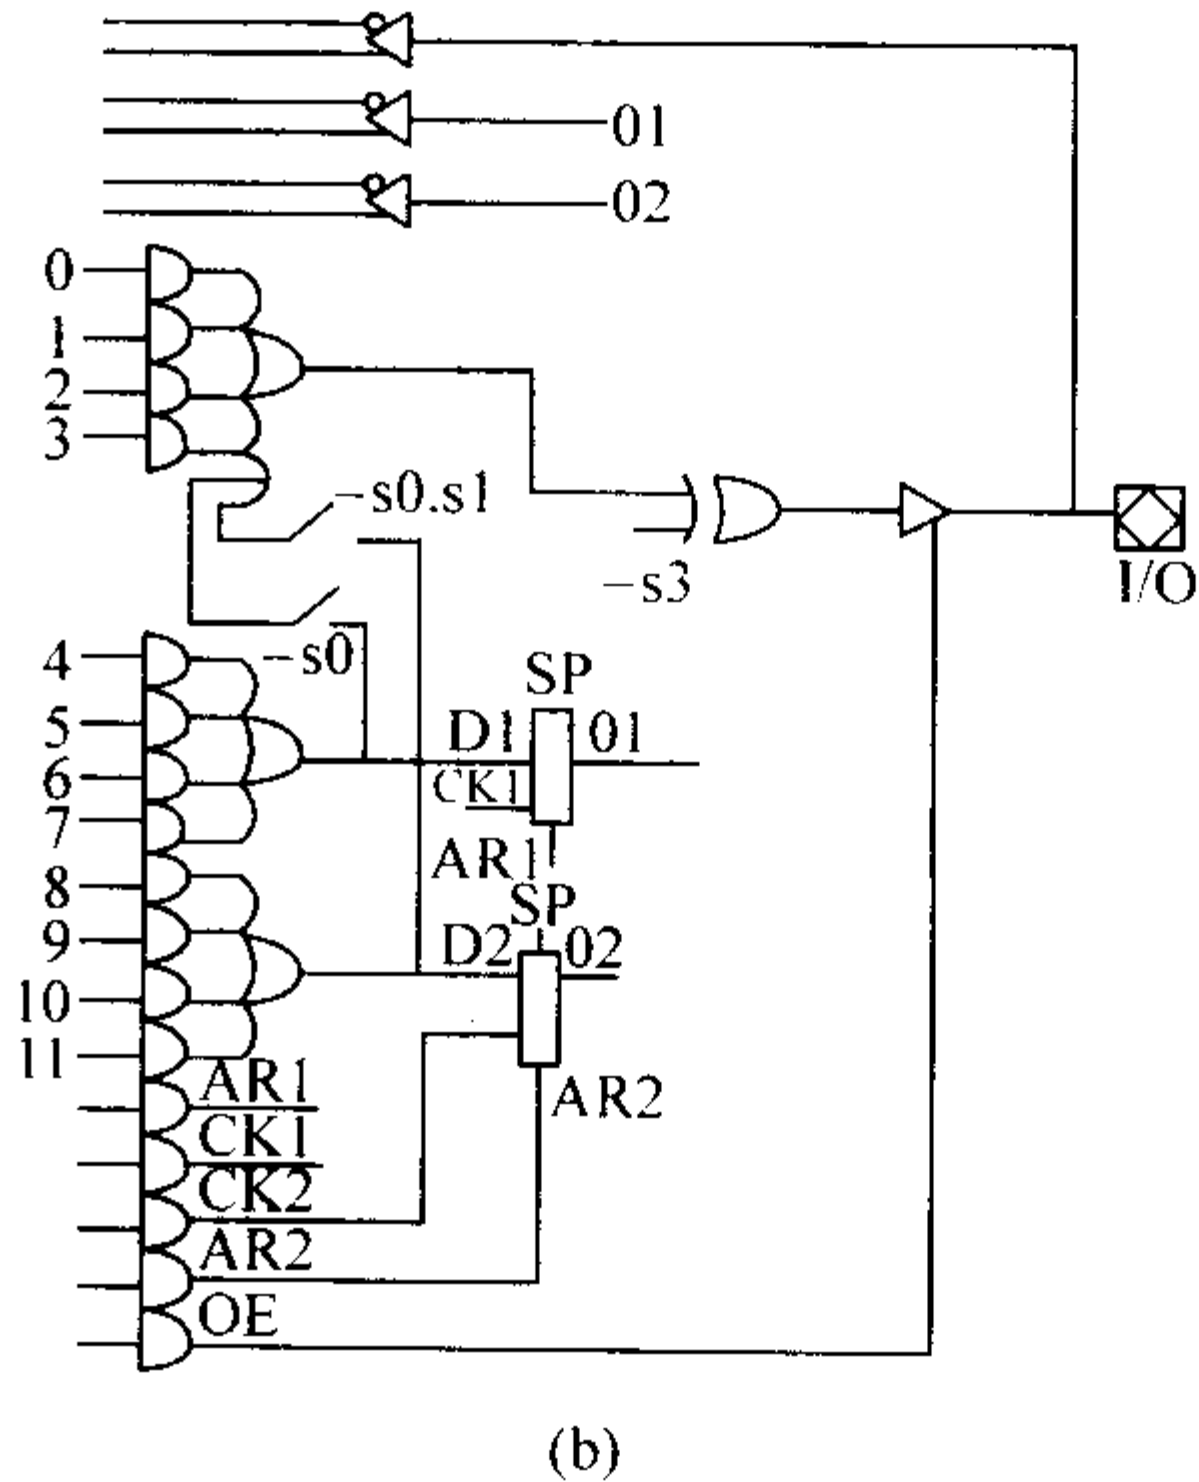 01
02
0
1
2
3
–s0.s1
–s3
I/O
–s0
4
5
6
7
SP
D1
01
CK1
AR1
8
9
10
11
SP
D2
02
AR2
AR1
CK1
CK2
AR2
OE
(b)